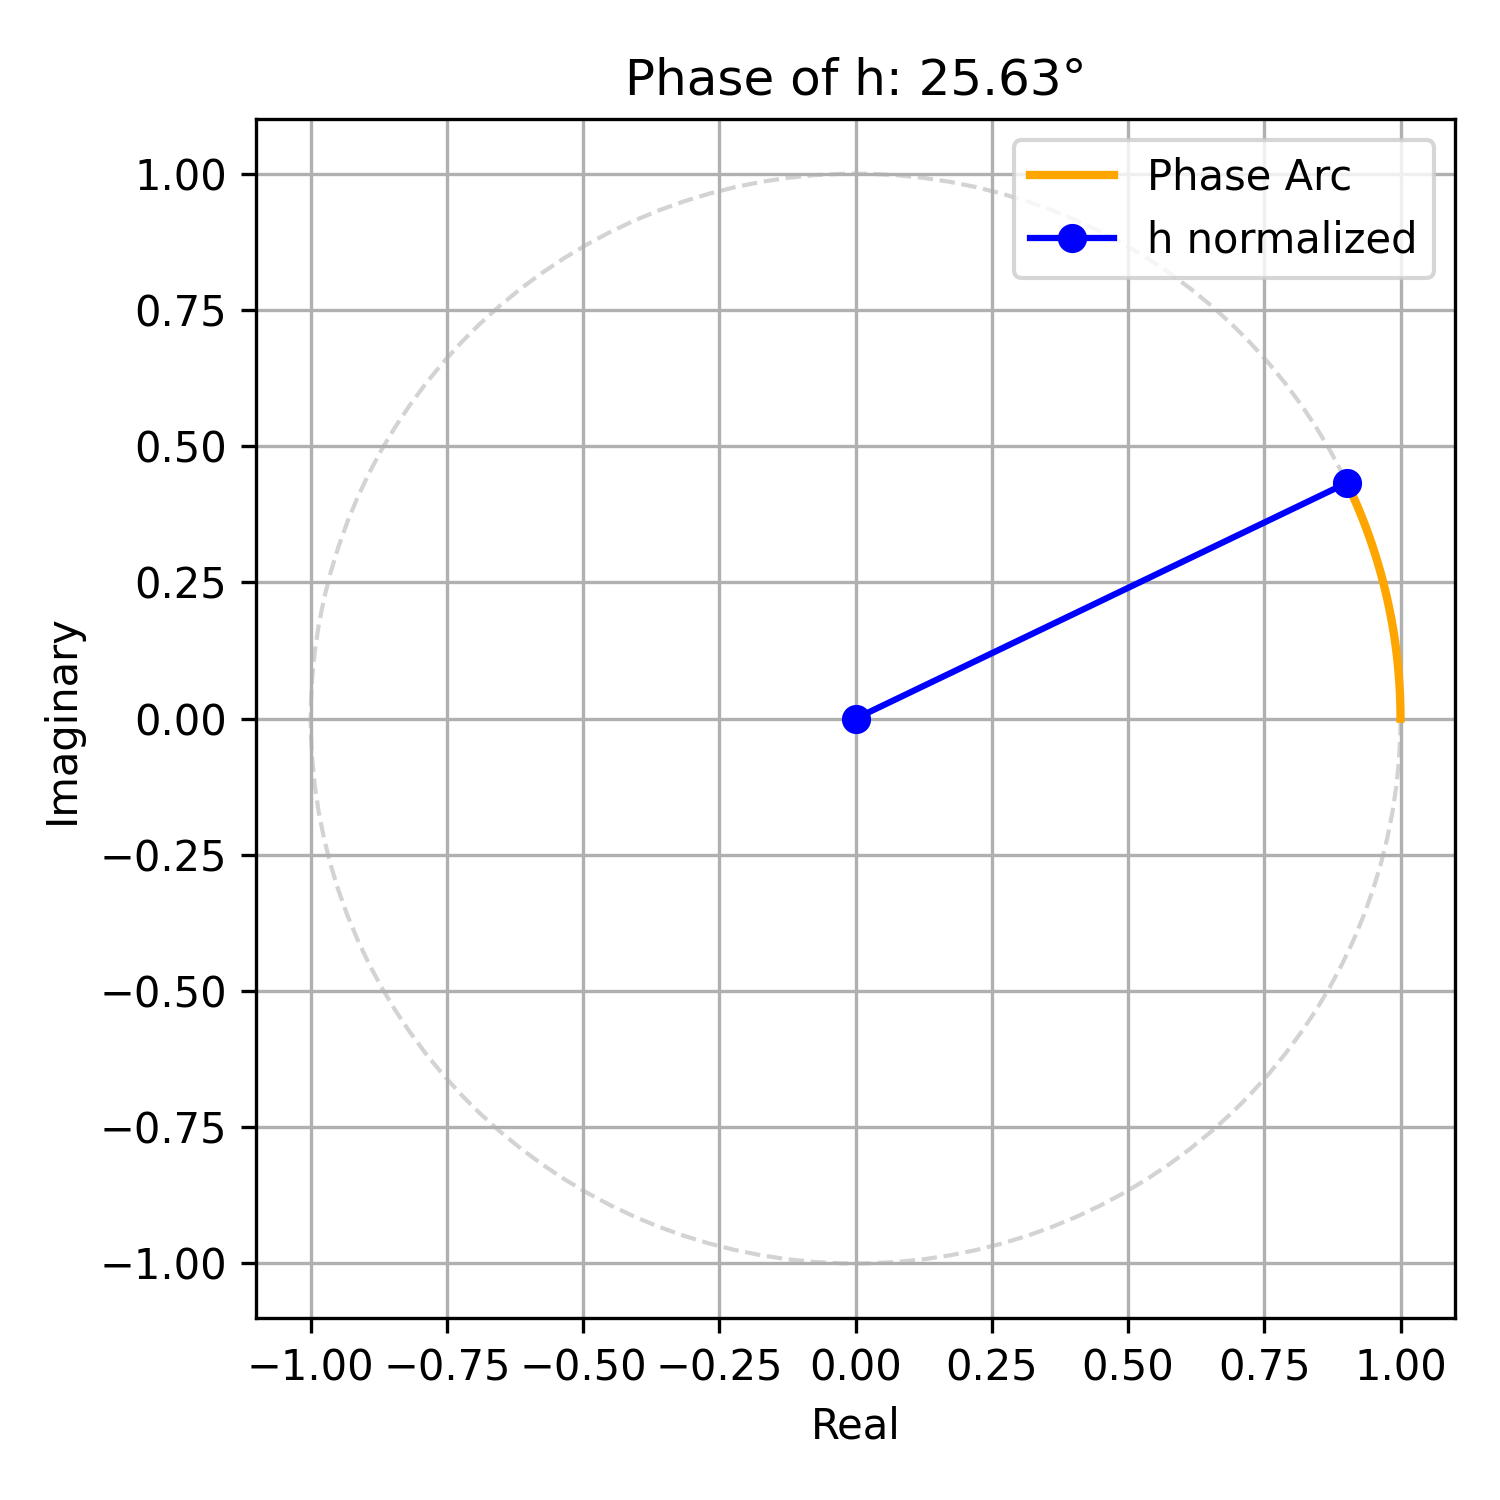 Phase of h: 25.63°
Phase Arc
h normalized
1.00
0.75
0.50
0.25
0.00
−0.25
−0.50
−0.75
−1.00
Imaginary
−1.00 −0.75 −0.50 −0.25 0.00 0.25 0.50 0.75 1.00
Real